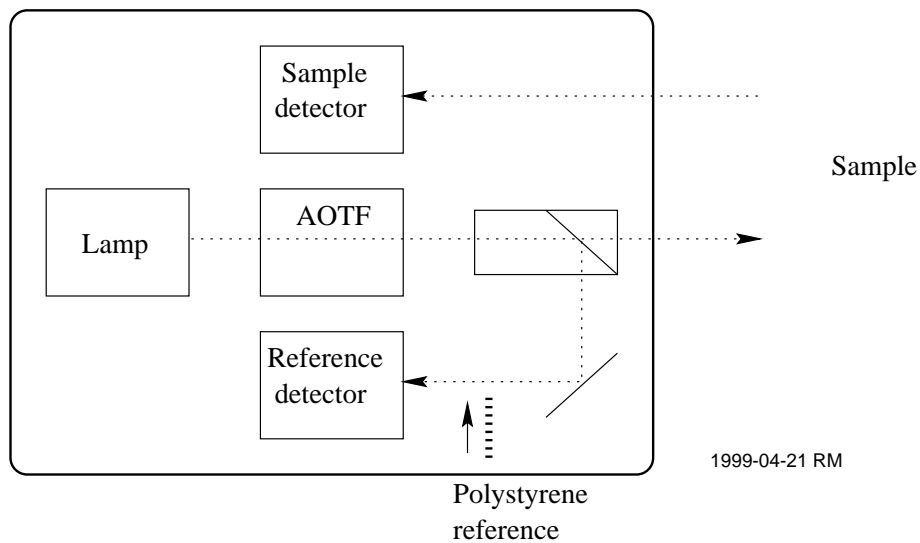 Sample
detector
Sample
AOTF
Lamp
Reference
detector
1999-04-21 RM
Polystyrene
reference